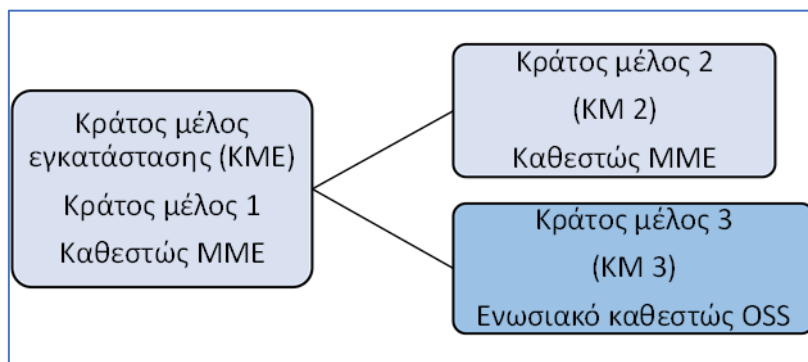 Κράτος μέλος
εγκατάστασης (ΚΜΕ)
Κράτος μέλος 1
Καθεστώς ΜΜΕ
Κράτος μέλος 2
(ΚΜ 2)
Καθεστώς ΜΜΕ
Κράτος μέλος 3
(ΚΜ 3)
Ενωσιακό καθεστώς OSS